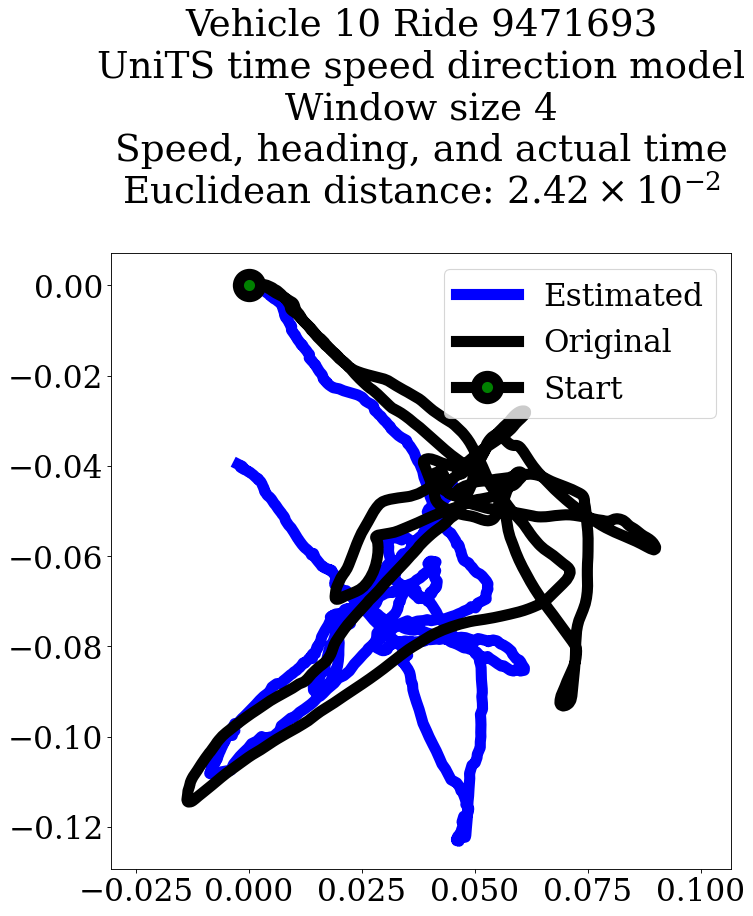 Vehicle 10 Ride 9471693
UniTS time speed direction model
Window size 4
Speed, heading, and actual time
Euclidean distance: 2.42 × 10⁻²
Estimated
Original
Start
0.00
−0.02
−0.04
−0.06
−0.08
−0.10
−0.12
−0.025 0.000 0.025 0.050 0.075 0.100